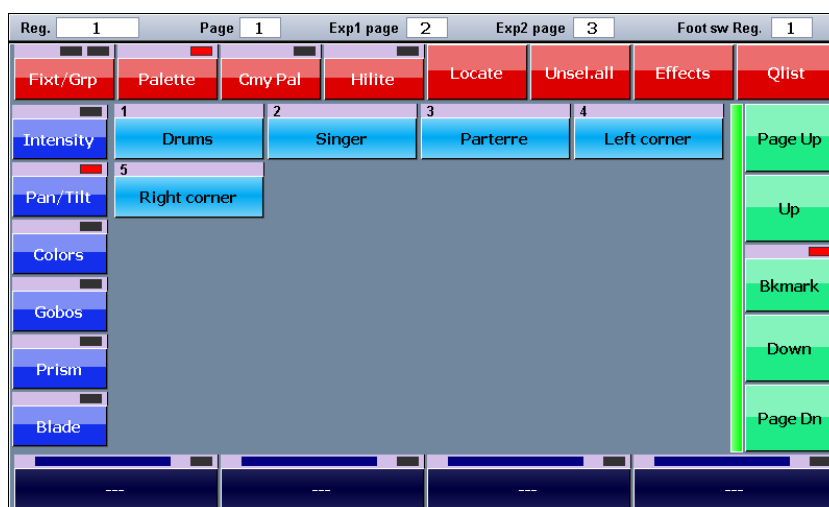 Reg. 1 Page 1 Exp1 page 2 Exp2 page 3 Foot sw Reg. 1
Fixt/Grp Palette Cmy Pal Hilite Locate Unsel.all Effects Qlist
1 2 3 4
Intensity Drums Singer Parterre Left corner Page Up
5
Pan/Tilt Right corner Up
Colors
Bkmark
Gobos
Down
Prism
Page Dn
Blade
--- --- --- ---